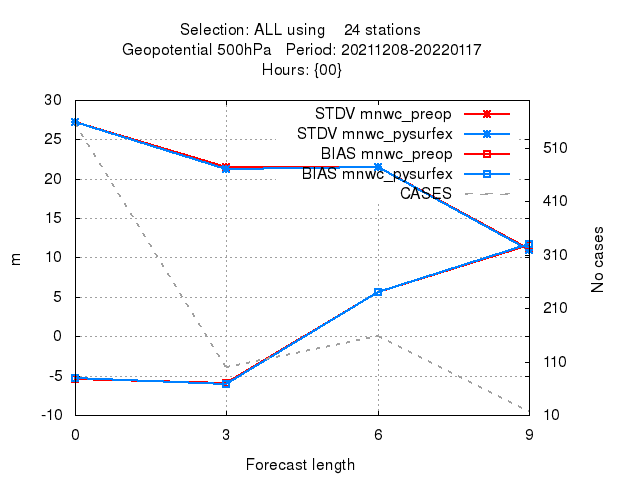 Selection: ALL using    24 stations
Geopotential 500hPa   Period: 20211208-20220117
Hours: {00}
STDV mnwc_preop
STDV mnwc_pysurfex
BIAS mnwc_preop
BIAS mnwc_pysurfex
CASES
30
25
20
15
10
5
0
-5
-10
m
510
410
310
210
110
10
No cases
0 3 6 9
Forecast length